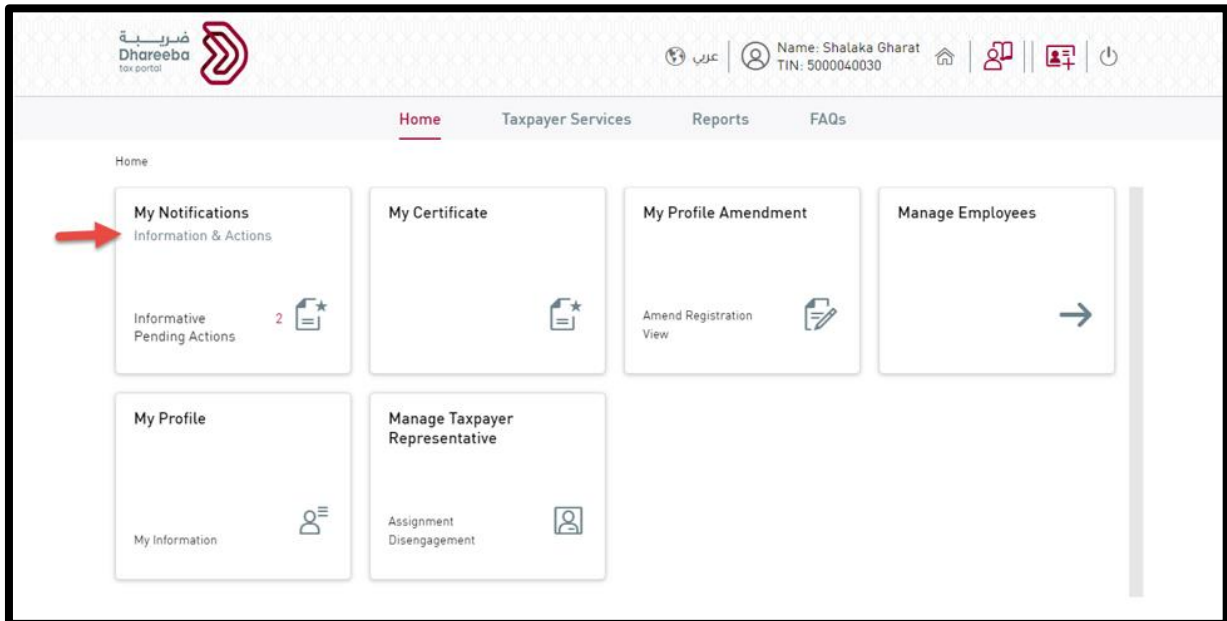 ضريبة
Dhareeba
tax portal
عربي
Name: Shalaka Gharat
TIN: 5000040030
Home
Taxpayer Services
Reports
FAQs
Home
My Notifications
Information & Actions
Informative
2
Pending Actions
My Certificate
My Profile Amendment
Amend Registration
View
Manage Employees
My Profile
My Information
Manage Taxpayer
Representative
Assignment
Disengagement